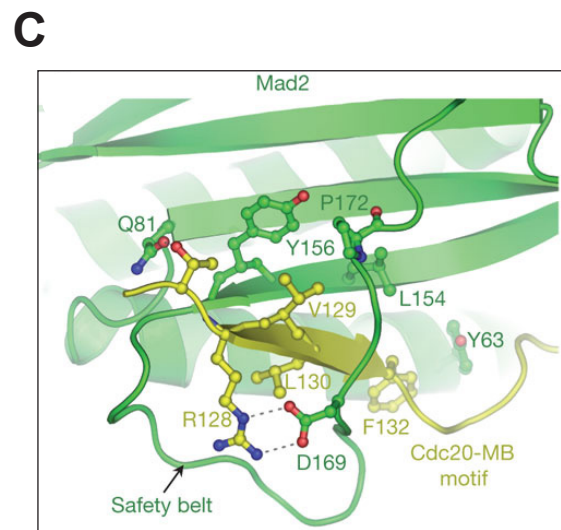 C
Mad2
Q81
P172
Y156
L154
V129
Y63
L130
R128
F132
D169
Cdc20-MB
motif
Safety belt